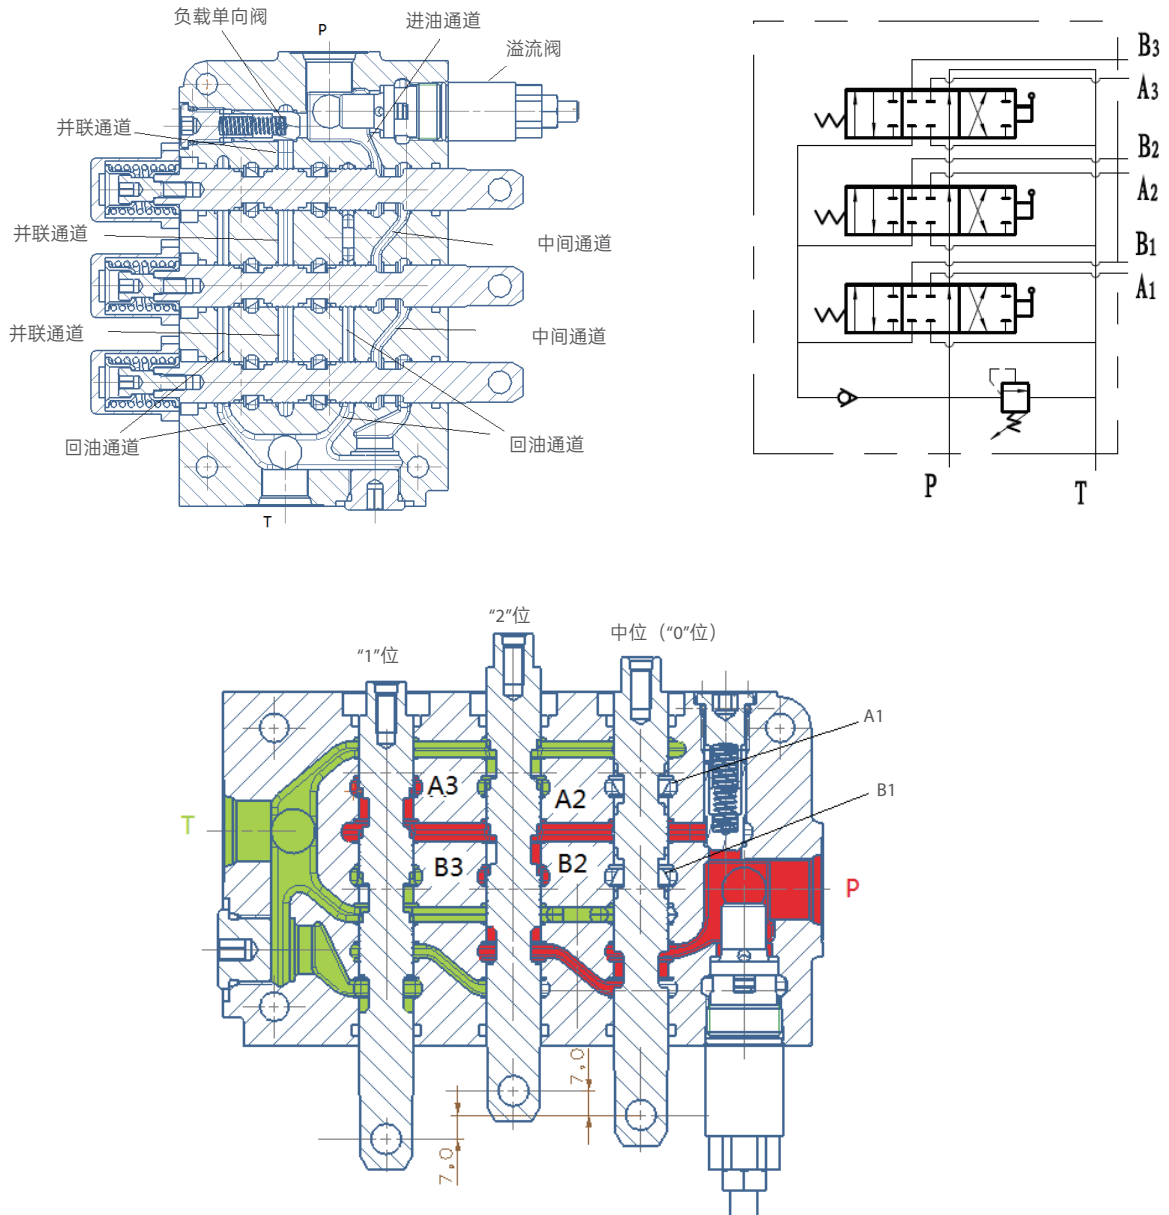 负载单向阀
P
进油通道
溢流阀
并联通道
并联通道
中间通道
并联通道
中间通道
回油通道
回油通道
T
B3
A3
B2
A2
B1
A1
P
T
“1”位
“2”位
中位（“0”位）
A1
B1
A3
A2
T
B3
B2
P
7,0
7,0